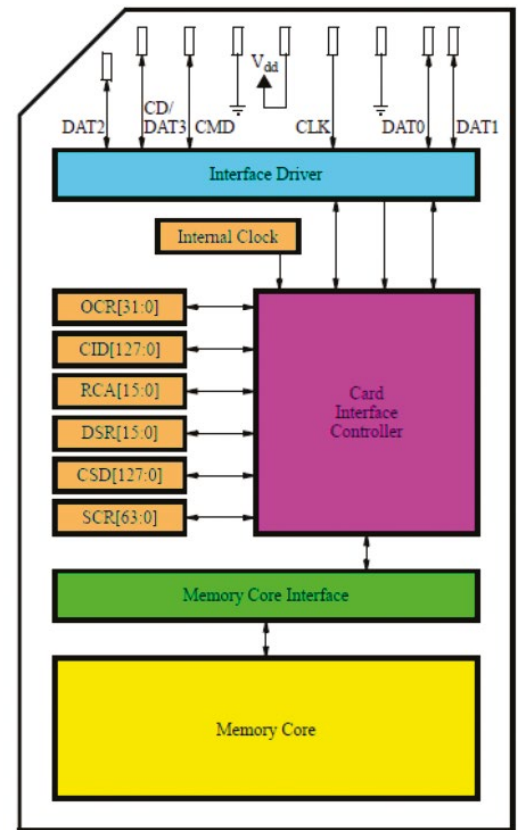 V_dd
CD/
DAT2 DAT3 CMD CLK DAT0 DAT1
Interface Driver
Internal Clock
OCR[31:0]
CID[127:0]
RCA[15:0]
DSR[15:0]
CSD[127:0]
SCR[63:0]
Card
Interface
Controller
Memory Core Interface
Memory Core